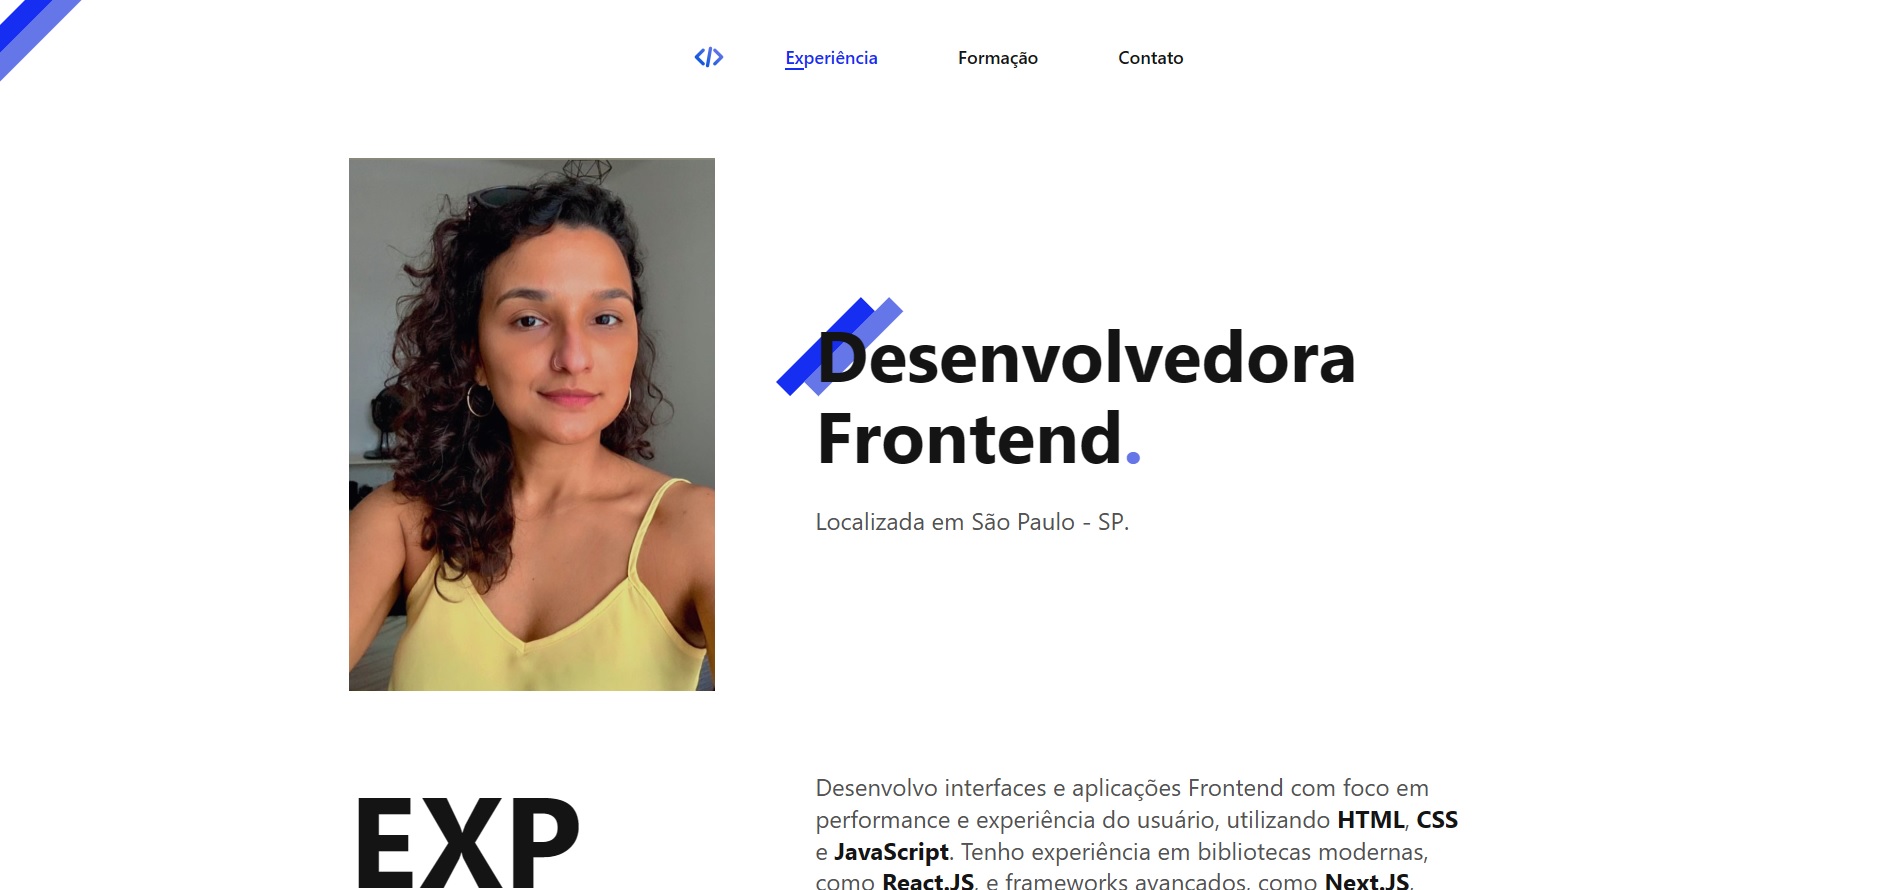 </> Experiência Formação Contato
Desenvolvedora
Frontend.
Localizada em São Paulo - SP.
Desenvolvo interfaces e aplicações Frontend com foco em
performance e experiência do usuário, utilizando HTML, CSS
e JavaScript. Tenho experiência em bibliotecas modernas,
como React.JS, e frameworks avançados, como Next.JS.
EXP